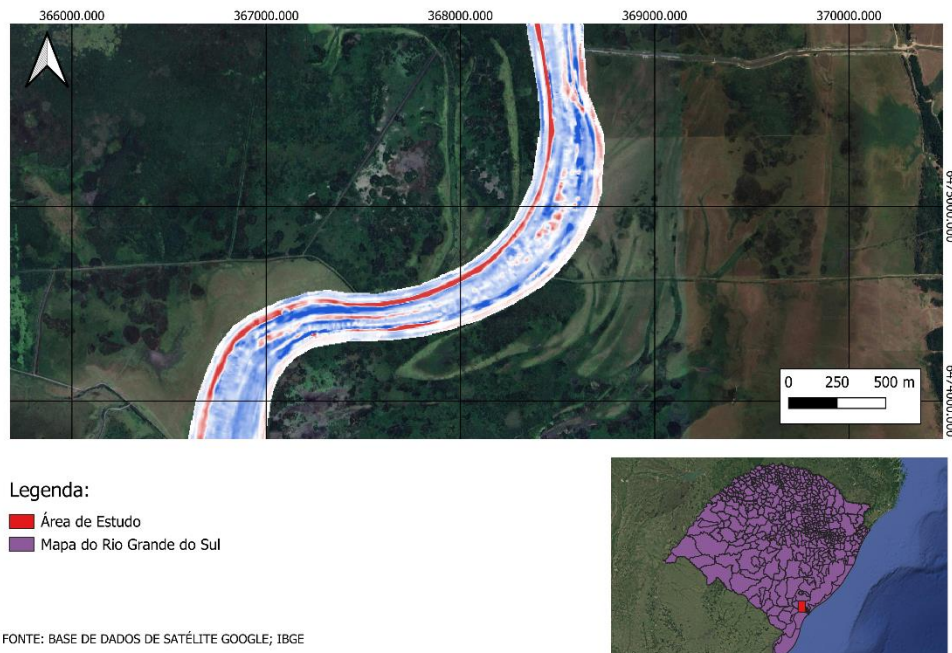 366000.000 367000.000 368000.000 369000.000 370000.000
0 250 500 m
Legenda:
Área de Estudo
Mapa do Rio Grande do Sul
FONTE: BASE DE DADOS DE SATÉLITE GOOGLE; IBGE